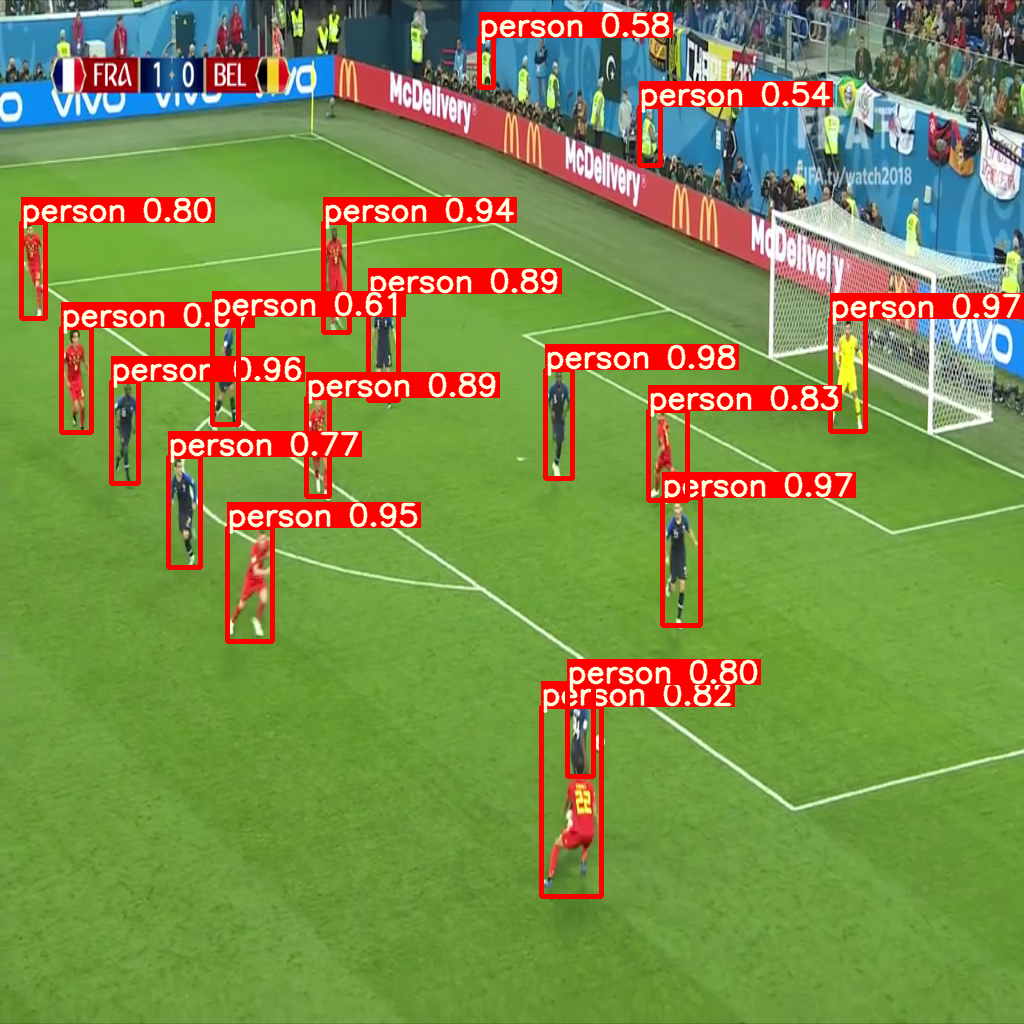 person 0.58
person 0.54
FRA 1 0 BEL
vivo
vivo
McDelivery
McDelivery
McDelivery
FIFA.tv/watch2018
vivo
person 0.80
person 0.94
person 0.89
person 0.61
person 0.97
person 0.96
person 0.98
person 0.89
person 0.83
person 0.77
person 0.97
person 0.95
person 0.80
person 0.82
22